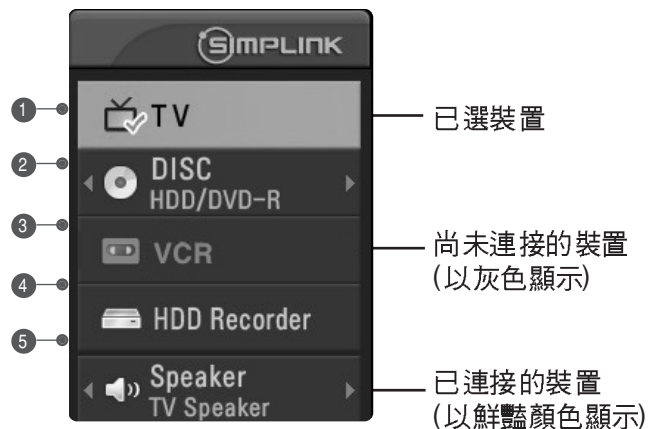 SIMPLINK
1
TV
已選裝置
2
DISC
HDD/DVD-R
3
VCR
尚未連接的裝置
(以灰色顯示)
4
HDD Recorder
5
Speaker
TV Speaker
已連接的裝置
(以鮮豔顏色顯示)